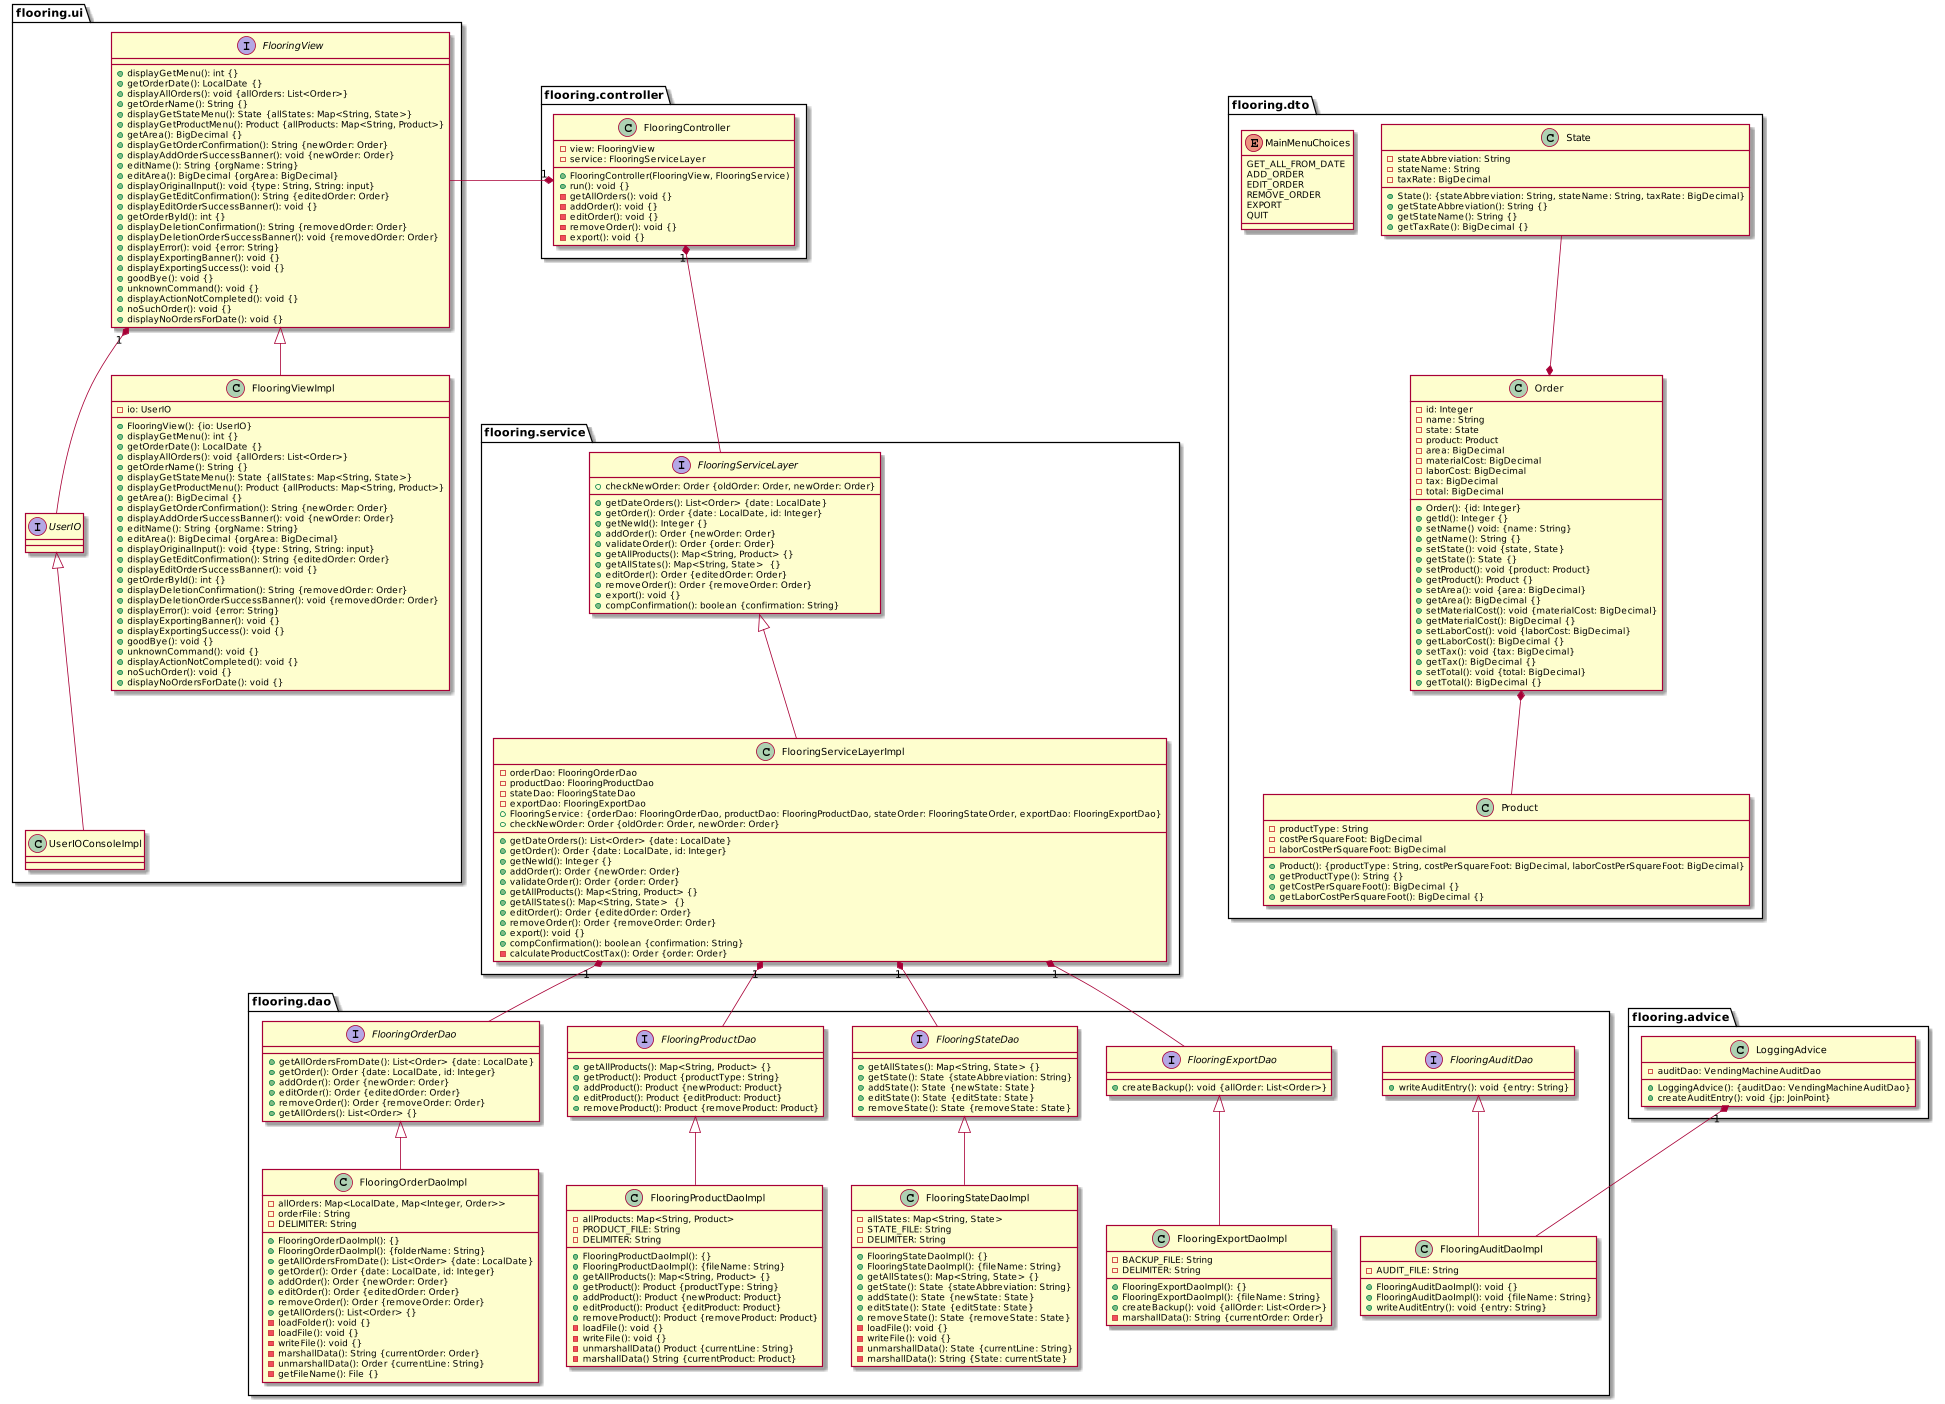 flooring.ui
FlooringView
displayGetMenu(): int {}
getOrderDate(): LocalDate {}
displayAllOrders(): void {allOrders: List<Order>}
getOrderName(): String {}
displayGetStateMenu(): State {allStates: Map<String, State>}
displayGetProductMenu(): Product {allProducts: Map<String, Product>}
getArea(): BigDecimal {}
displayGetOrderConfirmation(): String {newOrder: Order}
displayAddOrderSuccessBanner(): void {newOrder: Order}
editName(): String {orgName: String}
editArea(): BigDecimal {orgArea: BigDecimal}
displayOriginalInput(): void {type: String, String: input}
displayGetEditConfirmation(): String {editedOrder: Order}
displayEditOrderSuccessBanner(): void {}
getOrderById(): int {}
displayDeletionConfirmation(): String {removedOrder: Order}
displayDeletionOrderSuccessBanner(): void {removedOrder: Order}
displayError(): void {error: String}
displayExportingBanner(): void {}
displayExportingSuccess(): void {}
goodBye(): void {}
unknownCommand(): void {}
displayActionNotCompleted(): void {}
noSuchOrder(): void {}
displayNoOrdersForDate(): void {}
1
FlooringViewImpl
io: UserIO
FlooringView(): {io: UserIO}
displayGetMenu(): int {}
getOrderDate(): LocalDate {}
displayAllOrders(): void {allOrders: List<Order>}
getOrderName(): String {}
displayGetStateMenu(): State {allStates: Map<String, State>}
displayGetProductMenu(): Product {allProducts: Map<String, Product>}
getArea(): BigDecimal {}
displayGetOrderConfirmation(): String {newOrder: Order}
displayAddOrderSuccessBanner(): void {newOrder: Order}
editName(): String {orgName: String}
editArea(): BigDecimal {orgArea: BigDecimal}
displayOriginalInput(): void {type: String, String: input}
displayGetEditConfirmation(): String {editedOrder: Order}
displayEditOrderSuccessBanner(): void {}
getOrderById(): int {}
displayDeletionConfirmation(): String {removedOrder: Order}
displayDeletionOrderSuccessBanner(): void {removedOrder: Order}
displayError(): void {error: String}
displayExportingBanner(): void {}
displayExportingSuccess(): void {}
goodBye(): void {}
unknownCommand(): void {}
displayActionNotCompleted(): void {}
noSuchOrder(): void {}
displayNoOrdersForDate(): void {}
UserIO
UserIOConsoleImpl
flooring.controller
FlooringController
view: FlooringView
service: FlooringServiceLayer
FlooringController(FlooringView, FlooringService)
run(): void {}
getAllOrders(): void {}
addOrder(): void {}
editOrder(): void {}
removeOrder(): void {}
export(): void {}
1
1
flooring.service
FlooringServiceLayer
checkNewOrder: Order {oldOrder: Order, newOrder: Order}
getDateOrders(): List<Order> {date: LocalDate}
getOrder(): Order {date: LocalDate, id: Integer}
getNewId(): Integer {}
addOrder(): Order {newOrder: Order}
validateOrder(): Order {order: Order}
getAllProducts(): Map<String, Product> {}
getAllStates(): Map<String, State>  {}
editOrder(): Order {editedOrder: Order}
removeOrder(): Order {removeOrder: Order}
export(): void {}
compConfirmation(): boolean {confirmation: String}
FlooringServiceLayerImpl
orderDao: FlooringOrderDao
productDao: FlooringProductDao
stateDao: FlooringStateDao
exportDao: FlooringExportDao
FlooringService: {orderDao: FlooringOrderDao, productDao: FlooringProductDao, stateOrder: FlooringStateOrder, exportDao: FlooringExportDao}
checkNewOrder: Order {oldOrder: Order, newOrder: Order}
getDateOrders(): List<Order> {date: LocalDate}
getOrder(): Order {date: LocalDate, id: Integer}
getNewId(): Integer {}
addOrder(): Order {newOrder: Order}
validateOrder(): Order {order: Order}
getAllProducts(): Map<String, Product> {}
getAllStates(): Map<String, State>  {}
editOrder(): Order {editedOrder: Order}
removeOrder(): Order {removeOrder: Order}
export(): void {}
compConfirmation(): boolean {confirmation: String}
calculateProductCostTax(): Order {order: Order}
1
1
1
1
flooring.dto
MainMenuChoices
GET_ALL_FROM_DATE
ADD_ORDER
EDIT_ORDER
REMOVE_ORDER
EXPORT
QUIT
State
stateAbbreviation: String
stateName: String
taxRate: BigDecimal
State(): {stateAbbreviation: String, stateName: String, taxRate: BigDecimal}
getStateAbbreviation(): String {}
getStateName(): String {}
getTaxRate(): BigDecimal {}
Order
id: Integer
name: String
state: State
product: Product
area: BigDecimal
materialCost: BigDecimal
laborCost: BigDecimal
tax: BigDecimal
total: BigDecimal
Order(): {id: Integer}
getId(): Integer {}
setName() void: {name: String}
getName(): String {}
setState(): void {state, State}
getState(): State {}
setProduct(): void {product: Product}
getProduct(): Product {}
setArea(): void {area: BigDecimal}
getArea(): BigDecimal {}
setMaterialCost(): void {materialCost: BigDecimal}
getMaterialCost(): BigDecimal {}
setLaborCost(): void {laborCost: BigDecimal}
getLaborCost(): BigDecimal {}
setTax(): void {tax: BigDecimal}
getTax(): BigDecimal {}
setTotal(): void {total: BigDecimal}
getTotal(): BigDecimal {}
Product
productType: String
costPerSquareFoot: BigDecimal
laborCostPerSquareFoot: BigDecimal
Product(): {productType: String, costPerSquareFoot: BigDecimal, laborCostPerSquareFoot: BigDecimal}
getProductType(): String {}
getCostPerSquareFoot(): BigDecimal {}
getLaborCostPerSquareFoot(): BigDecimal {}
flooring.dao
FlooringOrderDao
getAllOrdersFromDate(): List<Order> {date: LocalDate}
getOrder(): Order {date: LocalDate, id: Integer}
addOrder(): Order {newOrder: Order}
editOrder(): Order {editedOrder: Order}
removeOrder(): Order {removeOrder: Order}
getAllOrders(): List<Order> {}
FlooringProductDao
getAllProducts(): Map<String, Product> {}
getProduct(): Product {productType: String}
addProduct(): Product {newProduct: Product}
editProduct(): Product {editProduct: Product}
removeProduct(): Product {removeProduct: Product}
FlooringStateDao
getAllStates(): Map<String, State> {}
getState(): State {stateAbbreviation: String}
addState(): State {newState: State}
editState(): State {editState: State}
removeState(): State {removeState: State}
FlooringExportDao
createBackup(): void {allOrder: List<Order>}
FlooringAuditDao
writeAuditEntry(): void {entry: String}
FlooringOrderDaoImpl
allOrders: Map<LocalDate, Map<Integer, Order>>
orderFile: String
DELIMITER: String
FlooringOrderDaoImpl(): {}
FlooringOrderDaoImpl(): {folderName: String}
getAllOrdersFromDate(): List<Order> {date: LocalDate}
getOrder(): Order {date: LocalDate, id: Integer}
addOrder(): Order {newOrder: Order}
editOrder(): Order {editedOrder: Order}
removeOrder(): Order {removeOrder: Order}
getAllOrders(): List<Order> {}
loadFolder(): void {}
loadFile(): void {}
writeFile(): void {}
marshallData(): String {currentOrder: Order}
unmarshallData(): Order {currentLine: String}
getFileName(): File {}
FlooringProductDaoImpl
allProducts: Map<String, Product>
PRODUCT_FILE: String
DELIMITER: String
FlooringProductDaoImpl(): {}
FlooringProductDaoImpl(): {fileName: String}
getAllProducts(): Map<String, Product> {}
getProduct(): Product {productType: String}
addProduct(): Product {newProduct: Product}
editProduct(): Product {editProduct: Product}
removeProduct(): Product {removeProduct: Product}
loadFile(): void {}
writeFile(): void {}
unmarshallData() Product {currentLine: String}
marshallData() String {currentProduct: Product}
FlooringStateDaoImpl
allStates: Map<String, State>
STATE_FILE: String
DELIMITER: String
FlooringStateDaoImpl(): {}
FlooringStateDaoImpl(): {fileName: String}
getAllStates(): Map<String, State> {}
getState(): State {stateAbbreviation: String}
addState(): State {newState: State}
editState(): State {editState: State}
removeState(): State {removeState: State}
loadFile(): void {}
writeFile(): void {}
unmarshallData(): State {currentLine: String}
marshallData(): String {State: currentState}
FlooringExportDaoImpl
BACKUP_FILE: String
DELIMITER: String
FlooringExportDaoImpl(): {}
FlooringExportDaoImpl(): {fileName: String}
createBackup(): void {allOrder: List<Order>}
marshallData(): String {currentOrder: Order}
FlooringAuditDaoImpl
AUDIT_FILE: String
FlooringAuditDaoImpl(): void {}
FlooringAuditDaoImpl(): void {fileName: String}
writeAuditEntry(): void {entry: String}
flooring.advice
LoggingAdvice
auditDao: VendingMachineAuditDao
LoggingAdvice(): {auditDao: VendingMachineAuditDao}
createAuditEntry(): void {jp: JoinPoint}
1